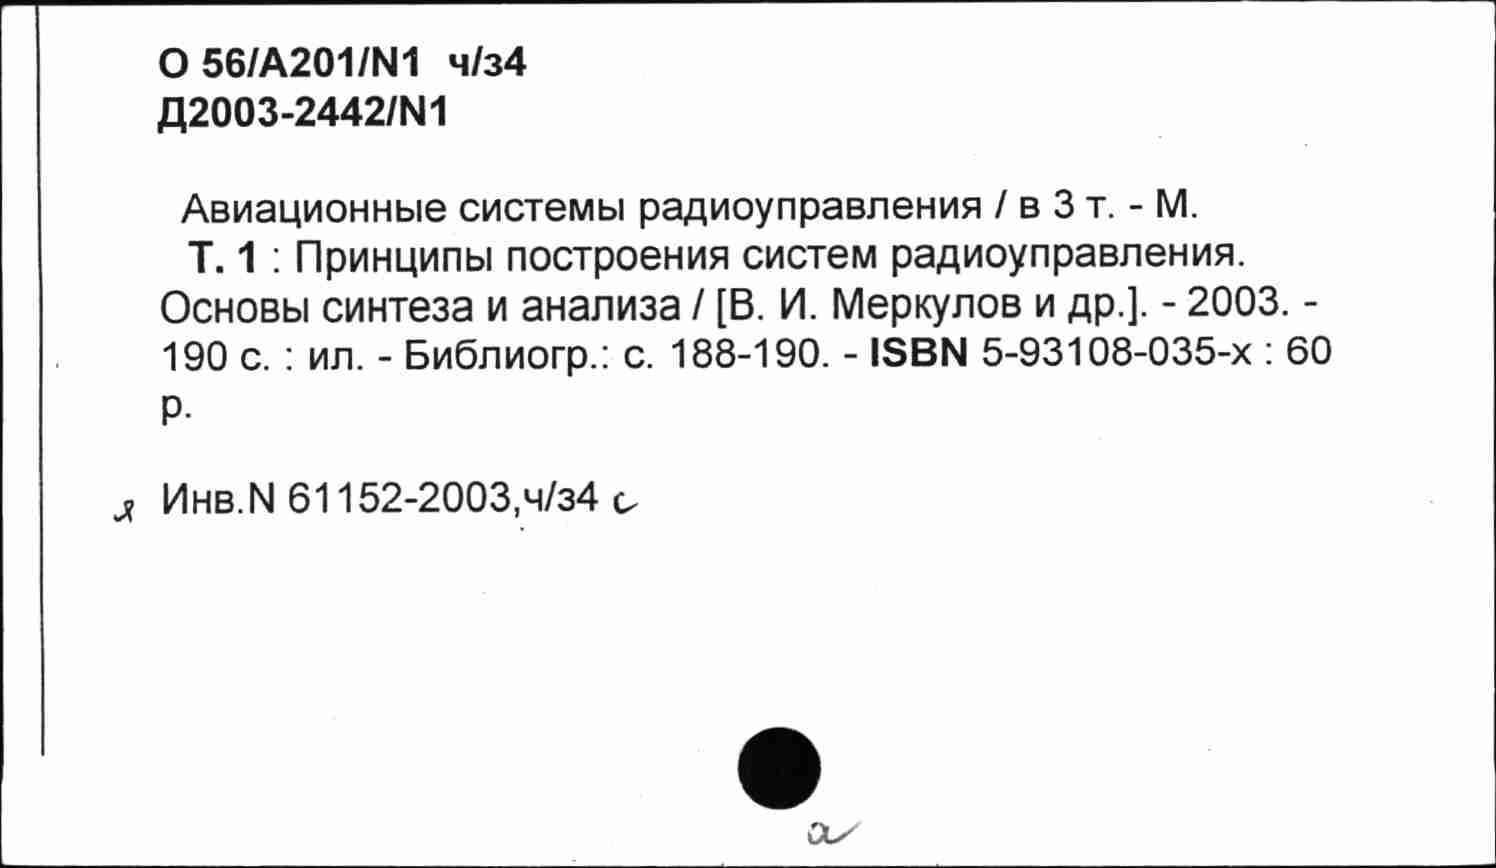 О 56/А201/N1 ч/з4
Д2003-2442/N1
Авиационные системы радиоуправления / в 3 т. - М.
Т. 1 : Принципы построения систем радиоуправления.
Основы синтеза и анализа / [В. И. Меркулов и др.]. - 2003. -
190 с. : ил. - Библиогр.: с. 188-190. - ISBN 5-93108-035-х : 60
р.
я Инв.N 61152-2003,ч/з4 с
а